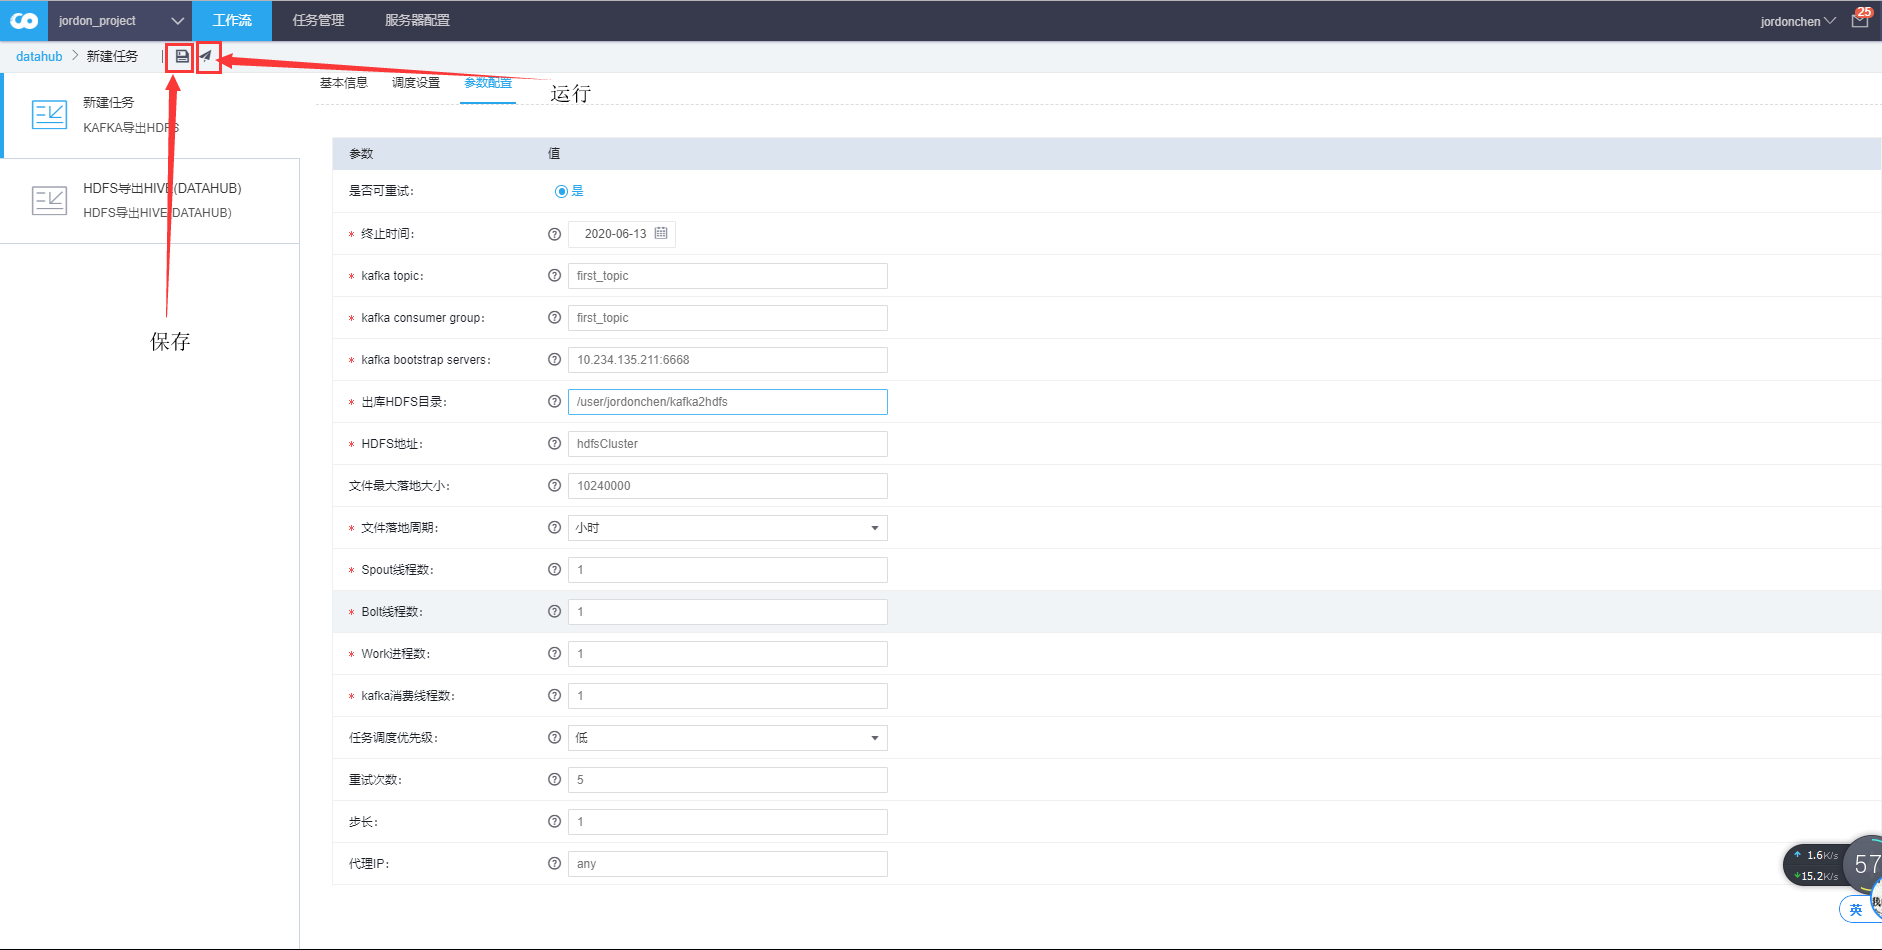 jordon_project 工作流 任务管理 服务器配置 jordonchen 25
datahub > 新建任务
基本信息 调度设置 参数配置 运行
新建任务
KAFKA导出HDFS
HDFS导出HIVE(DATAHUB)
HDFS导出HIVE(DATAHUB)
保存
参数 值
是否可重试: 是
* 终止时间: 2020-06-13
* kafka topic: first_topic
* kafka consumer group: first_topic
* kafka bootstrap servers: 10.234.135.211:6668
* 出库HDFS目录: /user/jordonchen/kafka2hdfs
* HDFS地址: hdfsCluster
文件最大落地大小: 10240000
* 文件落地周期: 小时
* Spout线程数: 1
* Bolt线程数: 1
* Work进程数: 1
* kafka消费线程数: 1
任务调度优先级: 低
重试次数: 5
步长: 1
代理IP: any
1.6K/s
15.2K/s
57
英